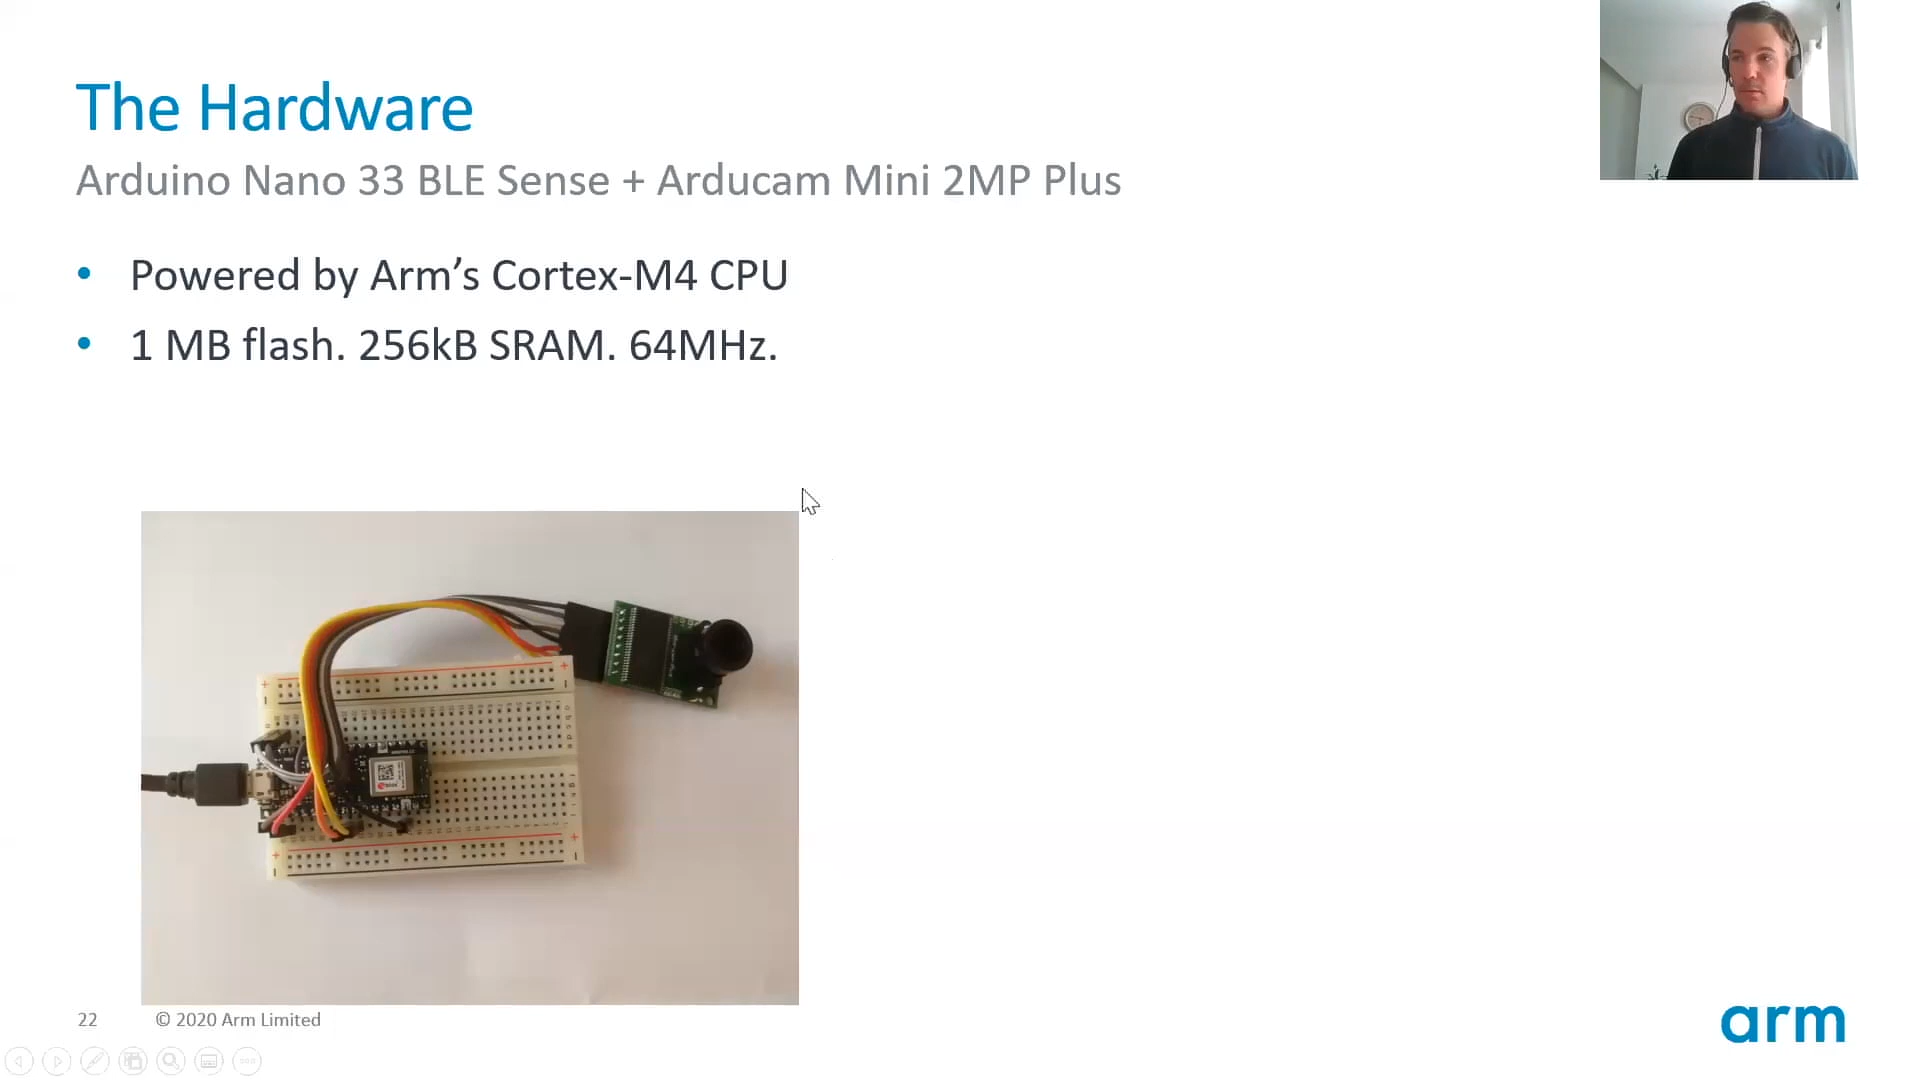 The Hardware
Arduino Nano 33 BLE Sense + Arducam Mini 2MP Plus
• Powered by Arm’s Cortex-M4 CPU
• 1 MB flash. 256kB SRAM. 64MHz.
22
© 2020 Arm Limited
arm